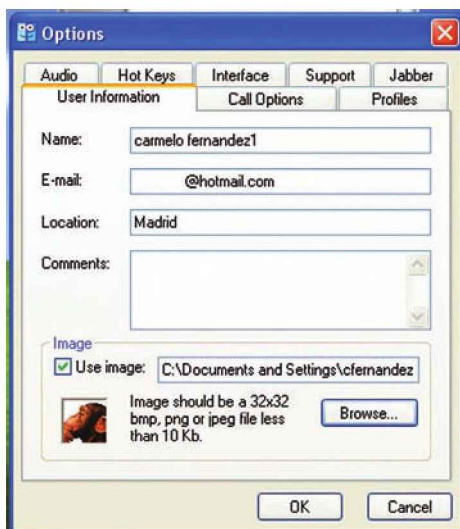 Options
Audio Hot Keys Interface Support Jabber
User Information Call Options Profiles
Name: carmelo fernandez1
E-mail: @hotmail.com
Location: Madrid
Comments:
Image
Use image: C:\Documents and Settings\cfernandez
Image should be a 32x32
bmp, png or jpeg file less
than 10 Kb.
Browse...
OK Cancel